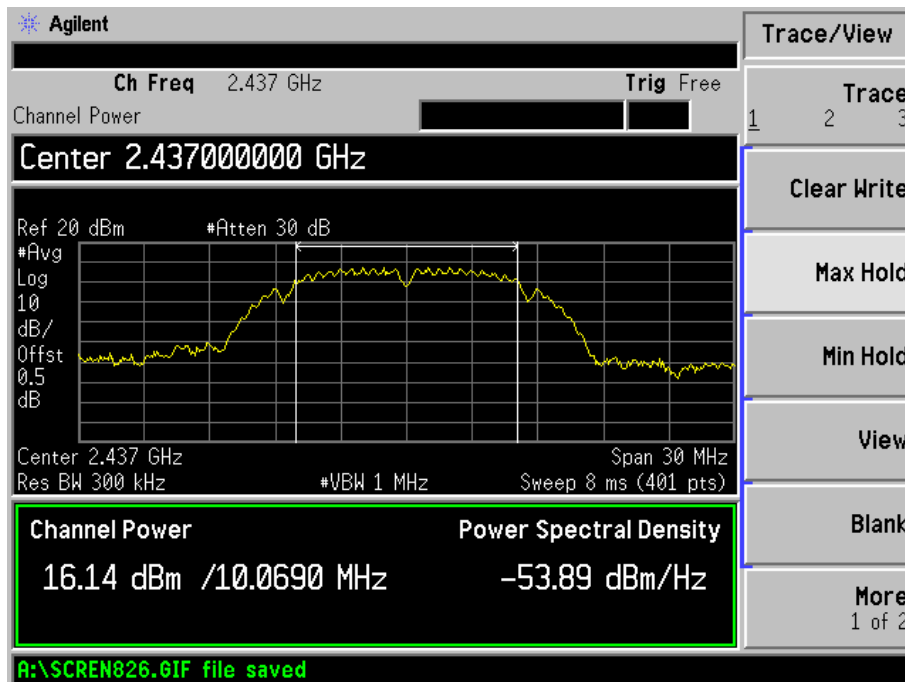 Agilent
Trace/View
Ch Freq 2.437 GHz Trig Free
Channel Power
Trace
1 2 3
Center 2.437000000 GHz
Clear Write
Ref 20 dBm #Atten 30 dB
#Avg
Log
10
dB/
Offst
0.5
dB
Max Hold
Min Hold
Center 2.437 GHz Span 30 MHz
Res BW 300 kHz #VBW 1 MHz Sweep 8 ms (401 pts)
View
Channel Power Power Spectral Density
16.14 dBm /10.0690 MHz -53.89 dBm/Hz
Blank
More
1 of 2
A:\SCREN826.GIF file saved